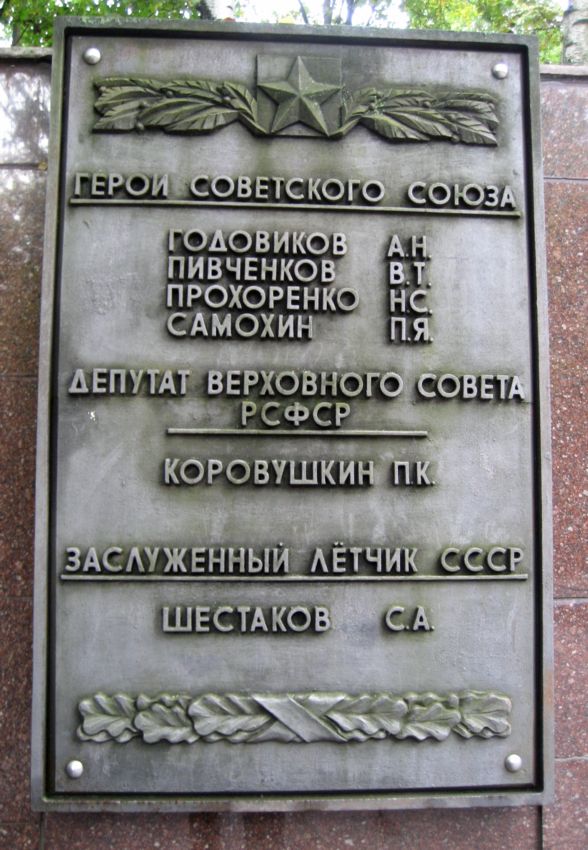 ГЕРОИ СОВЕТСКОГО СОЮЗА
ГОДОВИКОВ А.Н.
ПИВЧЕНКОВ В.Т.
ПРОХОРЕНКО Н.С.
САМОХИН П.Я.
ДЕПУТАТ ВЕРХОВНОГО СОВЕТА
РСФСР
КОРОВУШКИН П.К.
ЗАСЛУЖЕННЫЙ ЛЁТЧИК СССР
ШЕСТАКОВ С.А.